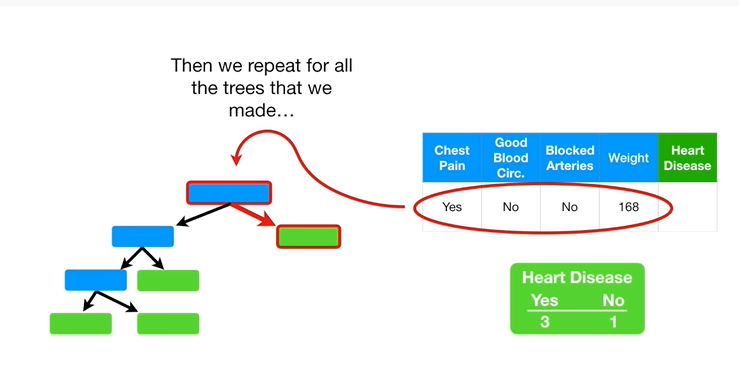 Then we repeat for all
the trees that we
made…
Chest Pain
Good Blood Circ.
Blocked Arteries
Weight
Heart Disease
Yes
No
No
168
Heart Disease
Yes No
3 1